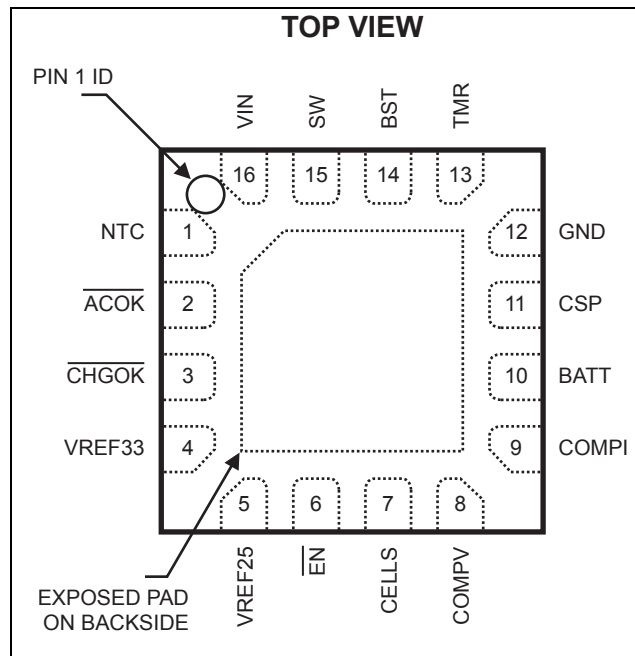 TOP VIEW
PIN 1 ID
VIN
SW
BST
TMR
16
15
14
13
NTC
1
12
GND
ACOK
2
11
CSP
CHGOK
3
10
BATT
VREF33
4
9
COMPI
5
6
7
8
VREF25
EN
CELLS
COMPV
EXPOSED PAD
ON BACKSIDE